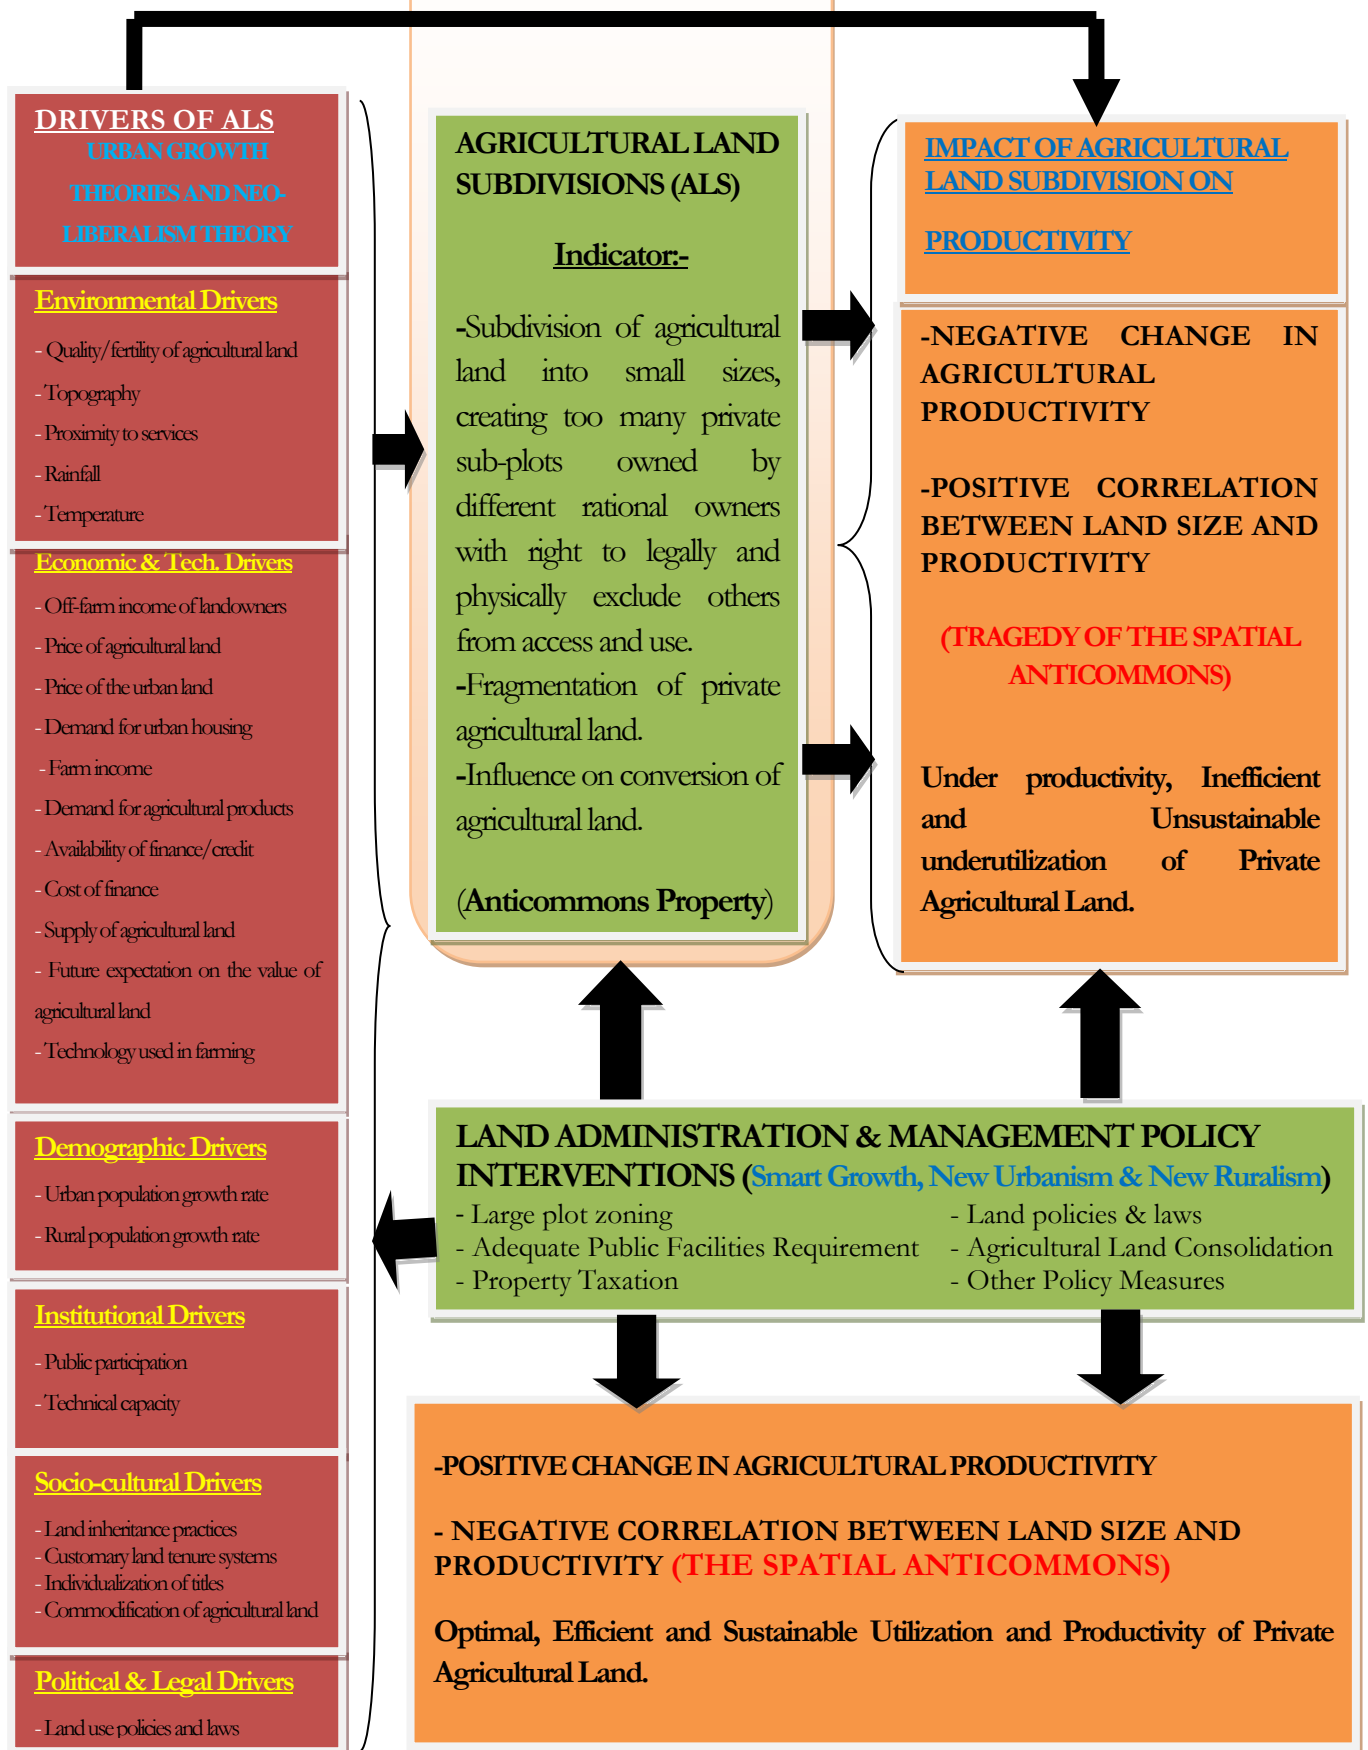 DRIVERS OF ALS
URBAN GROWTH
THEORIES AND NEO-
LIBERALISM THEORY
Environmental Drivers
- Quality/fertility of agricultural land
- Topography
- Proximity to services
- Rainfall
- Temperature
Economic & Tech. Drivers
- Off-farm income of landowners
- Price of agricultural land
- Price of the urban land
- Demand for urban housing
- Farm income
- Demand for agricultural products
- Availability of finance/credit
- Cost of finance
- Supply of agricultural land
- Future expectation on the value of
agricultural land
- Technology used in farming
Demographic Drivers
- Urban population growth rate
- Rural population growth rate
Institutional Drivers
- Public participation
- Technical capacity
Socio-cultural Drivers
- Land inheritance practices
- Customary land tenure systems
- Individualization of titles
- Commodification of agricultural land
Political & Legal Drivers
- Land use policies and laws
AGRICULTURAL LAND
SUBDIVISIONS (ALS)
Indicator:-
-Subdivision of agricultural
land into small sizes,
creating too many private
sub-plots owned by
different rational owners
with right to legally and
physically exclude others
from access and use.
-Fragmentation of private
agricultural land.
-Influence on conversion of
agricultural land.
(Anticommons Property)
IMPACT OF AGRICULTURAL
LAND SUBDIVISION ON
PRODUCTIVITY
-NEGATIVE CHANGE IN
AGRICULTURAL
PRODUCTIVITY
-POSITIVE CORRELATION
BETWEEN LAND SIZE AND
PRODUCTIVITY
(TRAGEDY OF THE SPATIAL
ANTICOMMONS)
Under productivity, Inefficient
and Unsustainable
underutilization of Private
Agricultural Land.
LAND ADMINISTRATION & MANAGEMENT POLICY
INTERVENTIONS (Smart Growth, New Urbanism & New Ruralism)
- Large plot zoning - Land policies & laws
- Adequate Public Facilities Requirement - Agricultural Land Consolidation
- Property Taxation - Other Policy Measures
-POSITIVE CHANGE IN AGRICULTURAL PRODUCTIVITY
- NEGATIVE CORRELATION BETWEEN LAND SIZE AND
PRODUCTIVITY (THE SPATIAL ANTICOMMONS)
Optimal, Efficient and Sustainable Utilization and Productivity of Private
Agricultural Land.